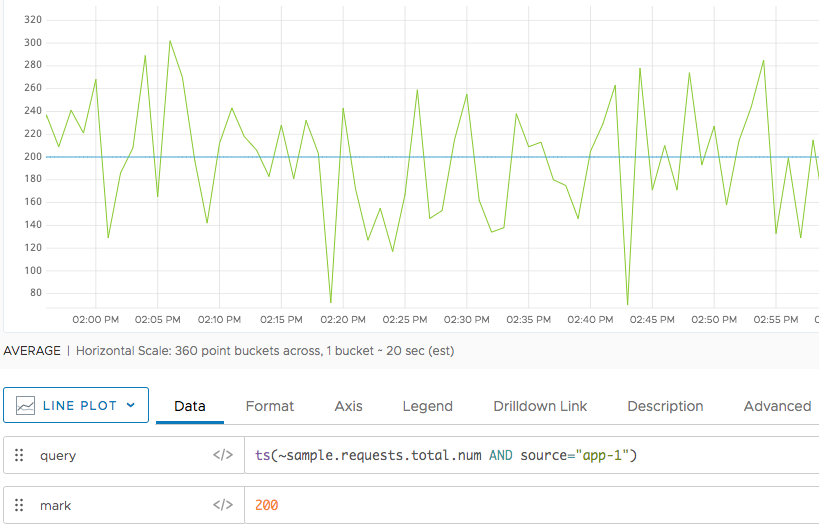 320
300
280
260
240
220
200
180
160
140
120
100
80
02:00 PM 02:05 PM 02:10 PM 02:15 PM 02:20 PM 02:25 PM 02:30 PM 02:35 PM 02:40 PM 02:45 PM 02:50 PM 02:55 PM
AVERAGE | Horizontal Scale: 360 point buckets across, 1 bucket - 20 sec (est)
LINE PLOT Data Format Axis Legend Drilldown Link Description Advanced
query </> ts(~sample.requests.total.num AND source="app-1")
mark </> 200